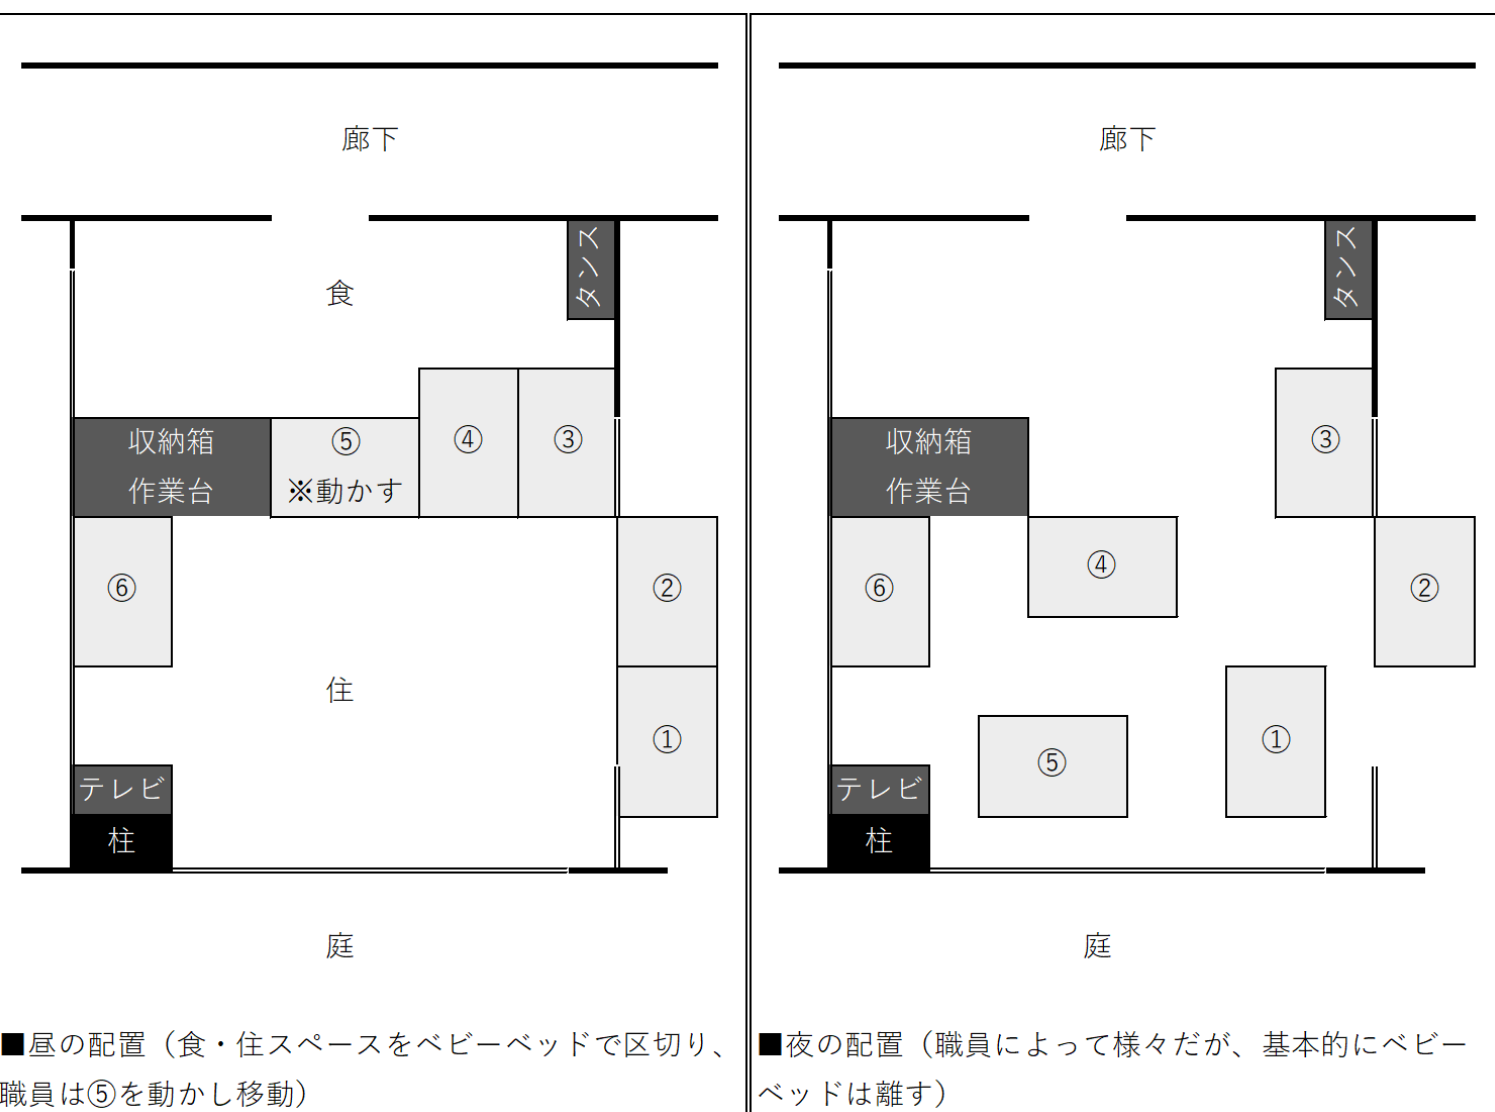 廊下
食
タンス
収納箱
作業台
⑤
※動かす
④
③
⑥
②
住
①
テレビ
柱
庭
■昼の配置（食・住スペースをベビーベッドで区切り、
職員は⑤を動かし移動）
廊下
タンス
③
収納箱
作業台
④
⑥
②
①
⑤
テレビ
柱
庭
■夜の配置（職員によって様々だが、基本的にベビー
ベッドは離す）